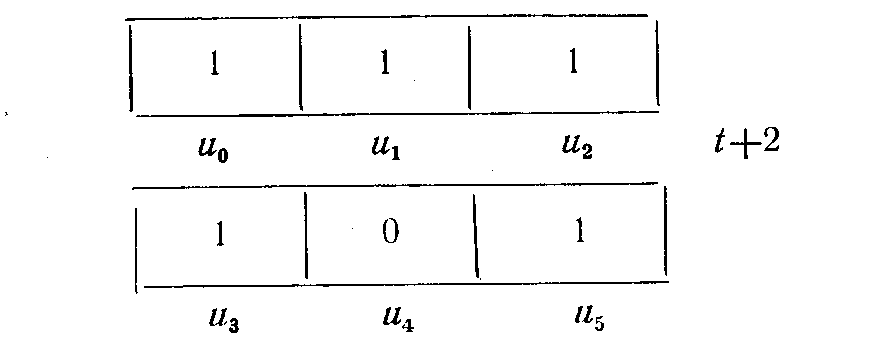 1 1 1
u₀ u₁ u₂ t+2
1 0 1
u₃ u₄ u₅